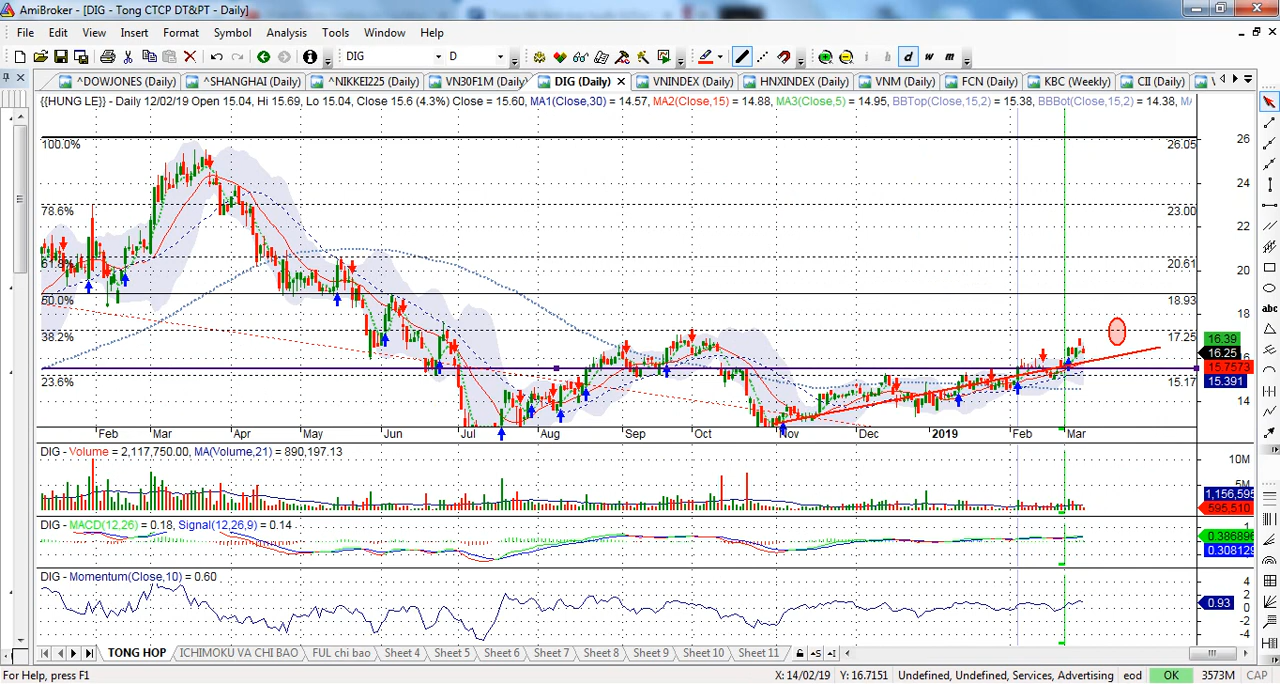 AmiBroker - [DIG - Tong CTCP DT&PT - Daily]
File Edit View Insert Format Symbol Analysis Tools Window Help
DIG D i h d w m
^DOWJONES (Daily) ^SHANGHAI (Daily) ^NIKKEI225 (Daily) VN30F1M (Daily) DIG (Daily) VNINDEX (Daily) HNXINDEX (Daily) VNM (Daily) FCN (Daily) KBC (Weekly) CII (Daily)
{{HUNG LE}} - Daily 12/02/19 Open 15.04, Hi 15.69, Lo 15.04, Close 15.6 (4.3%) Close = 15.60, MA1(Close,30) = 14.57, MA2(Close,15) = 14.88, MA3(Close,5) = 14.95, BBTop(Close,15,2) = 15.38, BBBot(Close,15,2) = 14.38,
100.0% 26.05 26
24
78.6% 23.00
22
61.8% 20.61 20
50.0% 18.93
18
38.2% 17.25
16.39
16.25
16
15.7573
23.6% 15.17 15.391
14
Feb Mar Apr May Jun Jul Aug Sep Oct Nov Dec 2019 Feb Mar
DIG - Volume = 2,117,750.00, MA(Volume,21) = 890,197.13
10M
5M
1,156,595
595,510
DIG - MACD(12,26) = 0.18, Signal(12,26,9) = 0.14
1
0.386896
0.308129
DIG - Momentum(Close,10) = 0.60
4
2
0.93
0
-2
-4
TONG HOP ICHIMOKU VA CHI BAO FUL chi bao Sheet 4 Sheet 5 Sheet 6 Sheet 7 Sheet 8 Sheet 9 Sheet 10 Sheet 11
For Help, press F1 X: 14/02/19 Y: 16.7151 Undefined, Undefined, Services, Advertising eod OK 3573M CAP
abc